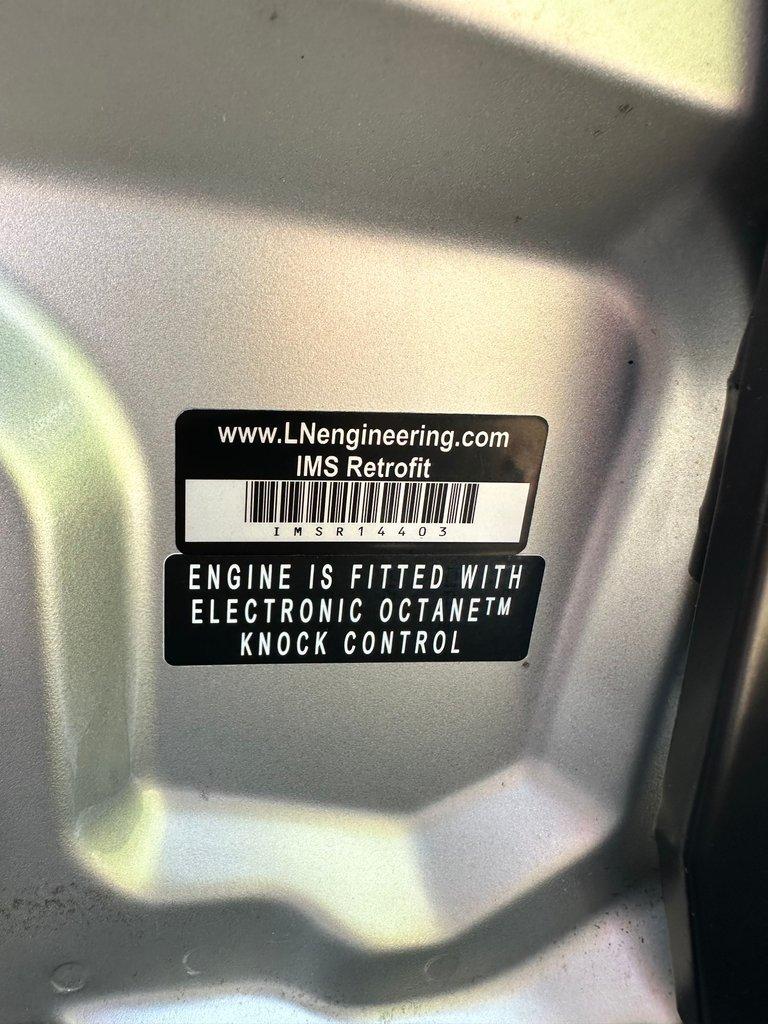 www.LNengineering.com
IMS Retrofit
IMSR14403
ENGINE IS FITTED WITH
ELECTRONIC OCTANE™
KNOCK CONTROL